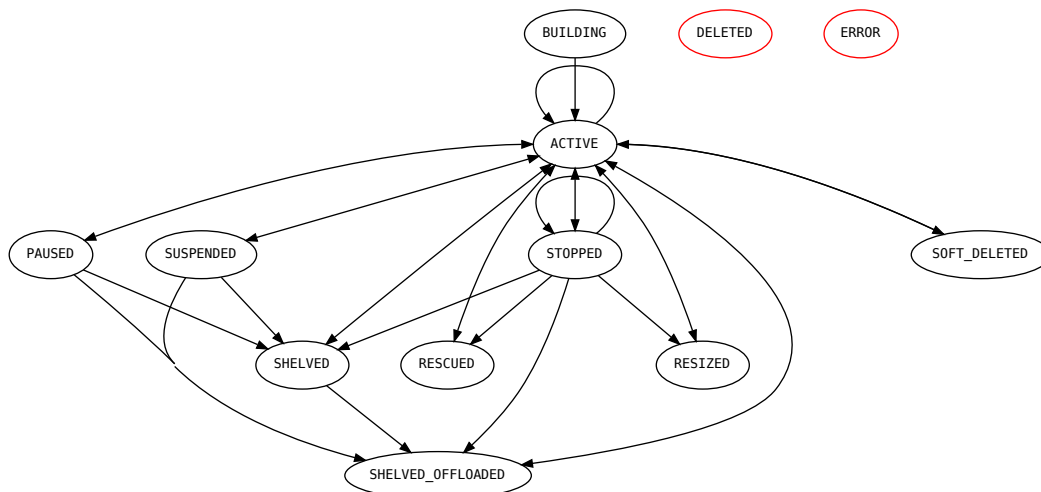 BUILDING
DELETED
ERROR
ACTIVE
PAUSED
SUSPENDED
STOPPED
SOFT_DELETED
SHELVED
RESCUED
RESIZED
SHELVED_OFFLOADED